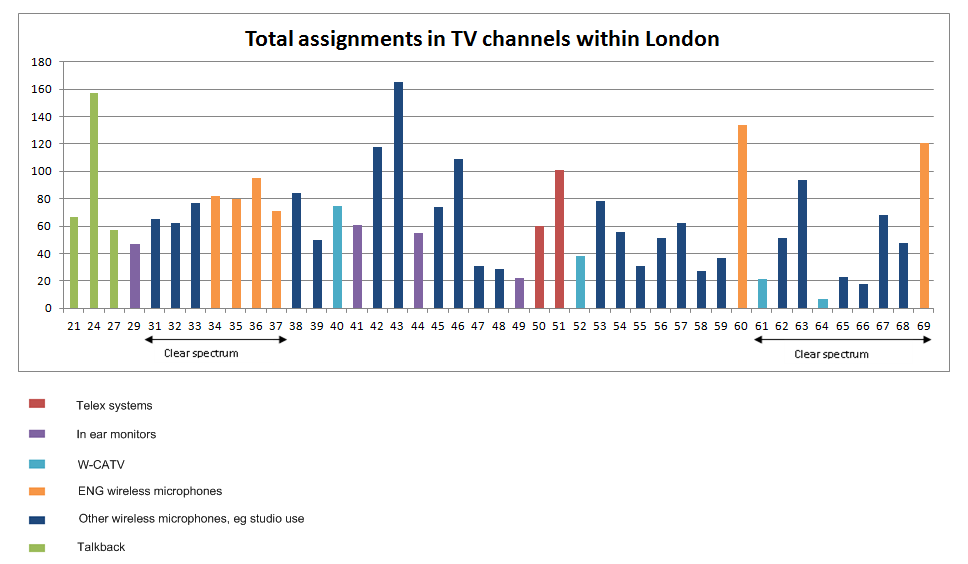 Total assignments in TV channels within London
180
160
140
120
100
80
60
40
20
0
21 24 27 29 31 32 33 34 35 36 37 38 39 40 41 42 43 44 45 46 47 48 49 50 51 52 53 54 55 56 57 58 59 60 61 62 63 64 65 66 67 68 69
Clear spectrum Clear spectrum
Telex systems
In ear monitors
W-CATV
ENG wireless microphones
Other wireless microphones, eg studio use
Talkback